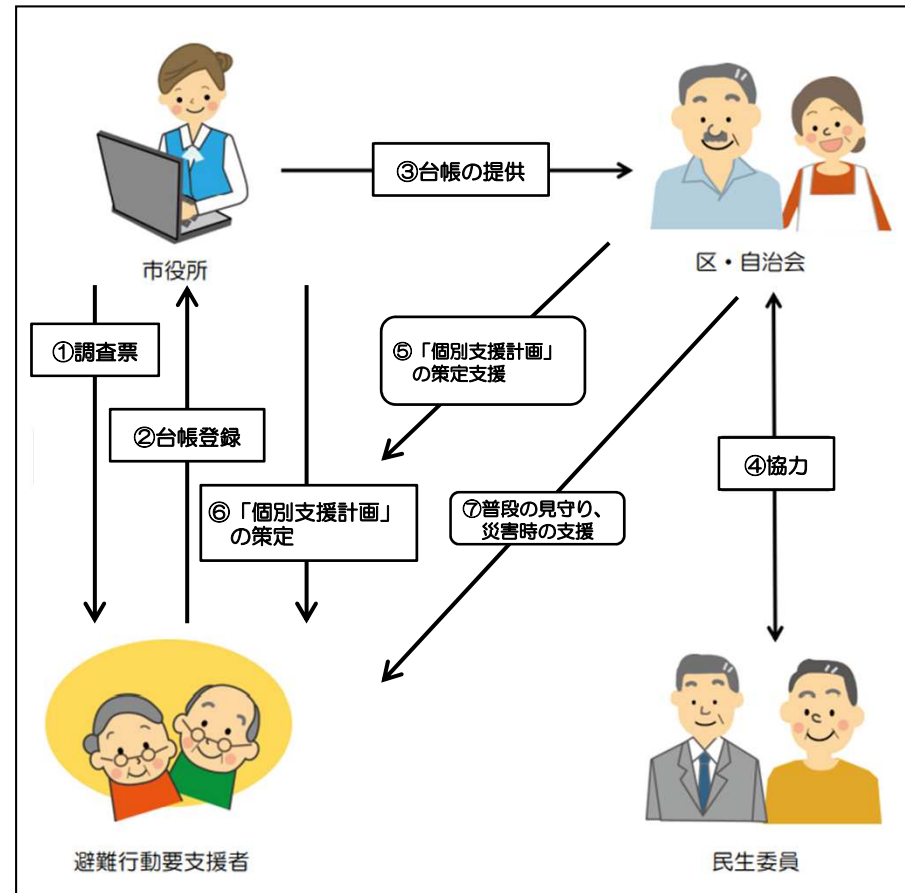 ③台帳の提供
市役所
区・自治会
①調査票
⑤「個別支援計画」
の策定支援
②台帳登録
④協力
⑥「個別支援計画」
の策定
⑦普段の見守り、
災害時の支援
避難行動要支援者
民生委員